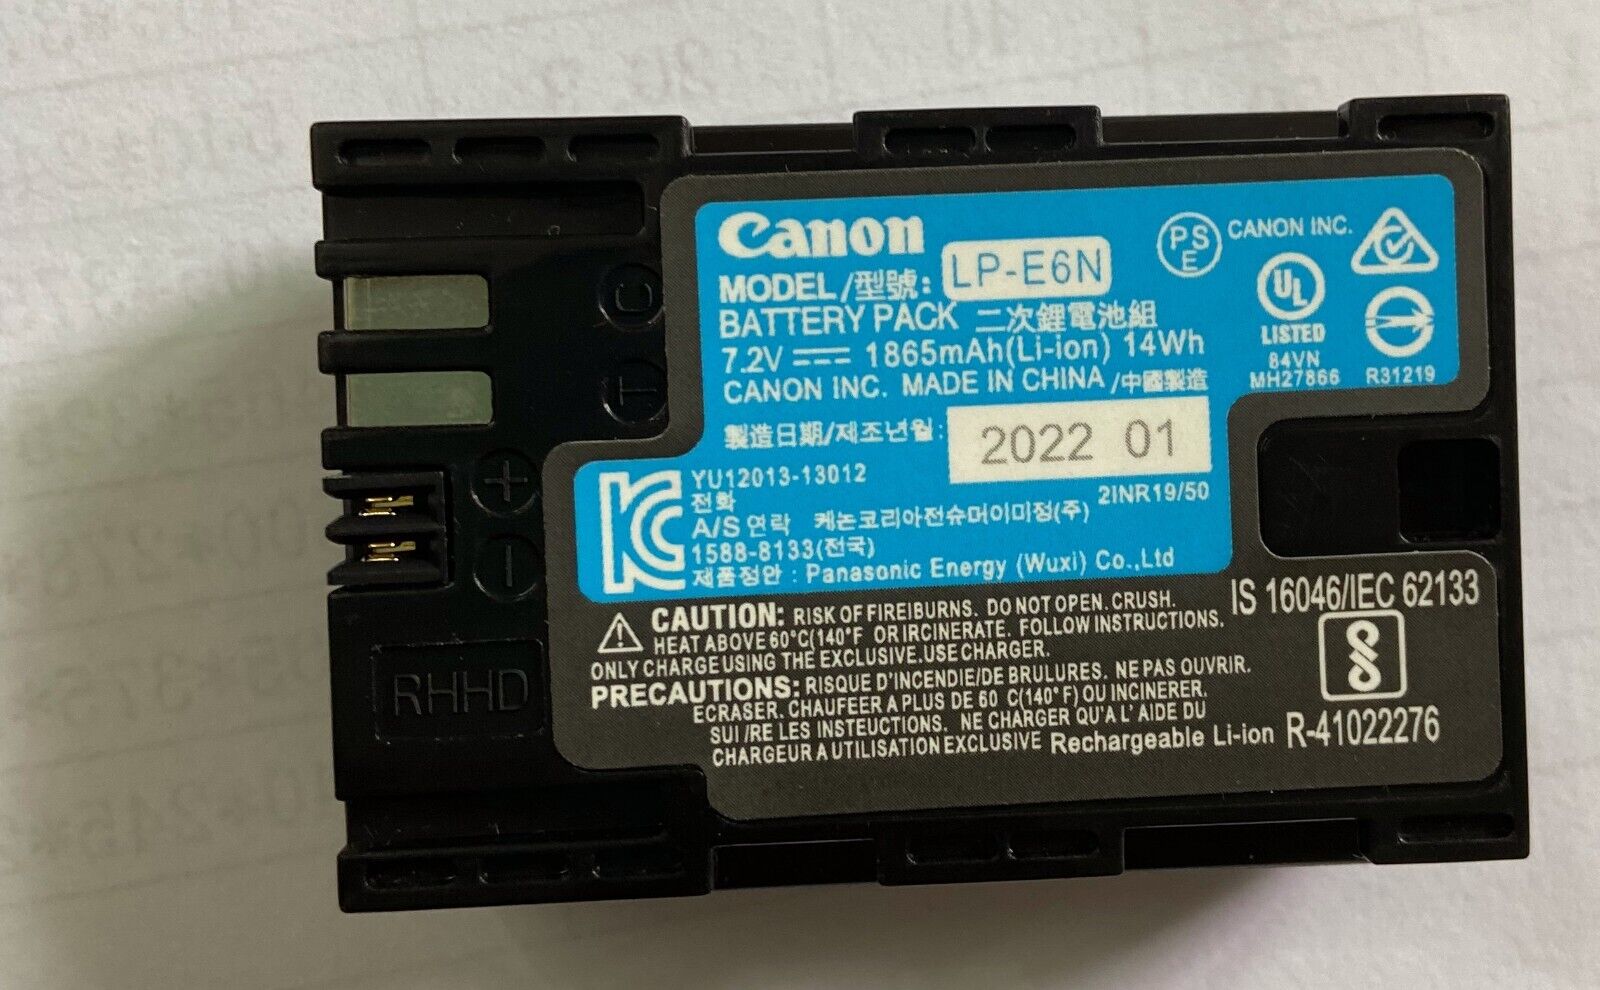 Canon
MODEL/型號: LP-E6N
BATTERY PACK 二次鋰電池組
7.2V ⎓ 1865mAh(Li-ion) 14Wh
CANON INC. MADE IN CHINA/中國製造
製造日期/제조년월: 2022 01
PS
E
CANON INC.
UL
LISTED
84VN
MH27866
R31219
YU12013-13012
전화
A/S 연락 케논코리아전슈머이미정(주)
1588-8133(전국)
제품정안 : Panasonic Energy (Wuxi) Co.,Ltd
2INR19/50
C
T
+
−
RHHD
CAUTION: RISK OF FIREIBURNS. DO NOT OPEN. CRUSH.
HEAT ABOVE 60°C(140°F OR IRCINERATE. FOLLOW INSTRUCTIONS.
ONLY CHARGE USING THE EXCLUSIVE.USE CHARGER.
PRECAUTIONS: RISQUE D'INCENDIE/DE BRULURES. NE PAS OUVRIR.
ECRASER. CHAUFEER A PLUS DE 60 C(140°F) OU INCINERER.
SUI /RE LES INSTEUCTIONS. NE CHARGER QU'A L' AIDE DU
CHARGEUR A UTILISATION EXCLUSIVE Rechargeable Li-ion
IS 16046/IEC 62133
R-41022276